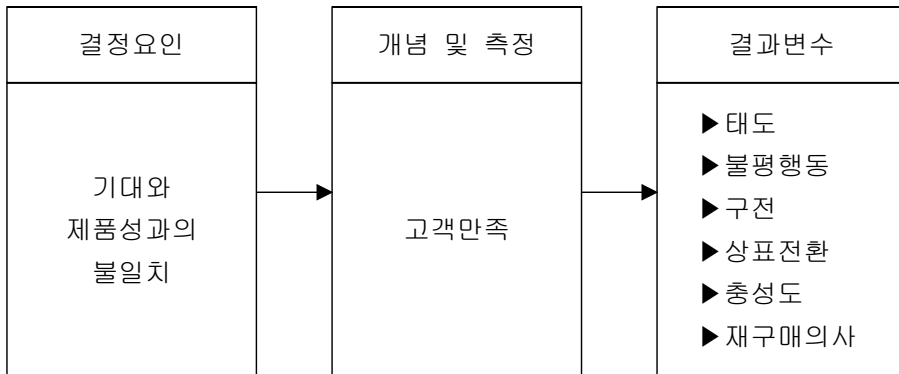 결정요인
기대와
제품성과의
불일치
개념 및 측정
고객만족
결과변수
▶태도
▶불평행동
▶구전
▶상표전환
▶충성도
▶재구매의사